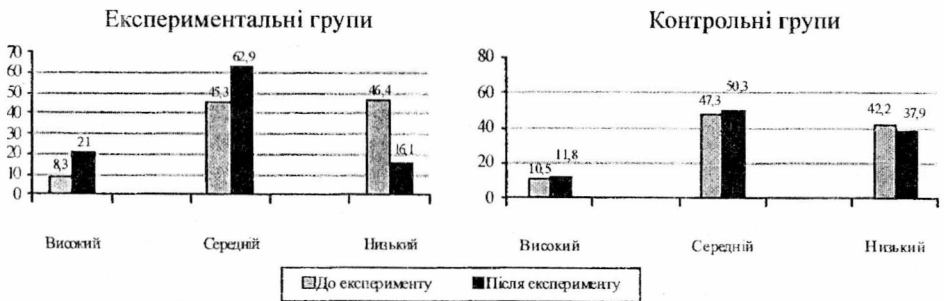 Експериментальні групи
70
60
50
40
30
20
10
0
8,3
21
45,3
62,9
46,4
16,1
Високий
Середній
Низький
Контрольні групи
80
60
40
20
0
10,5
11,8
47,3
50,3
42,2
37,9
Високий
Середній
Низький
До експерименту
Після експерименту